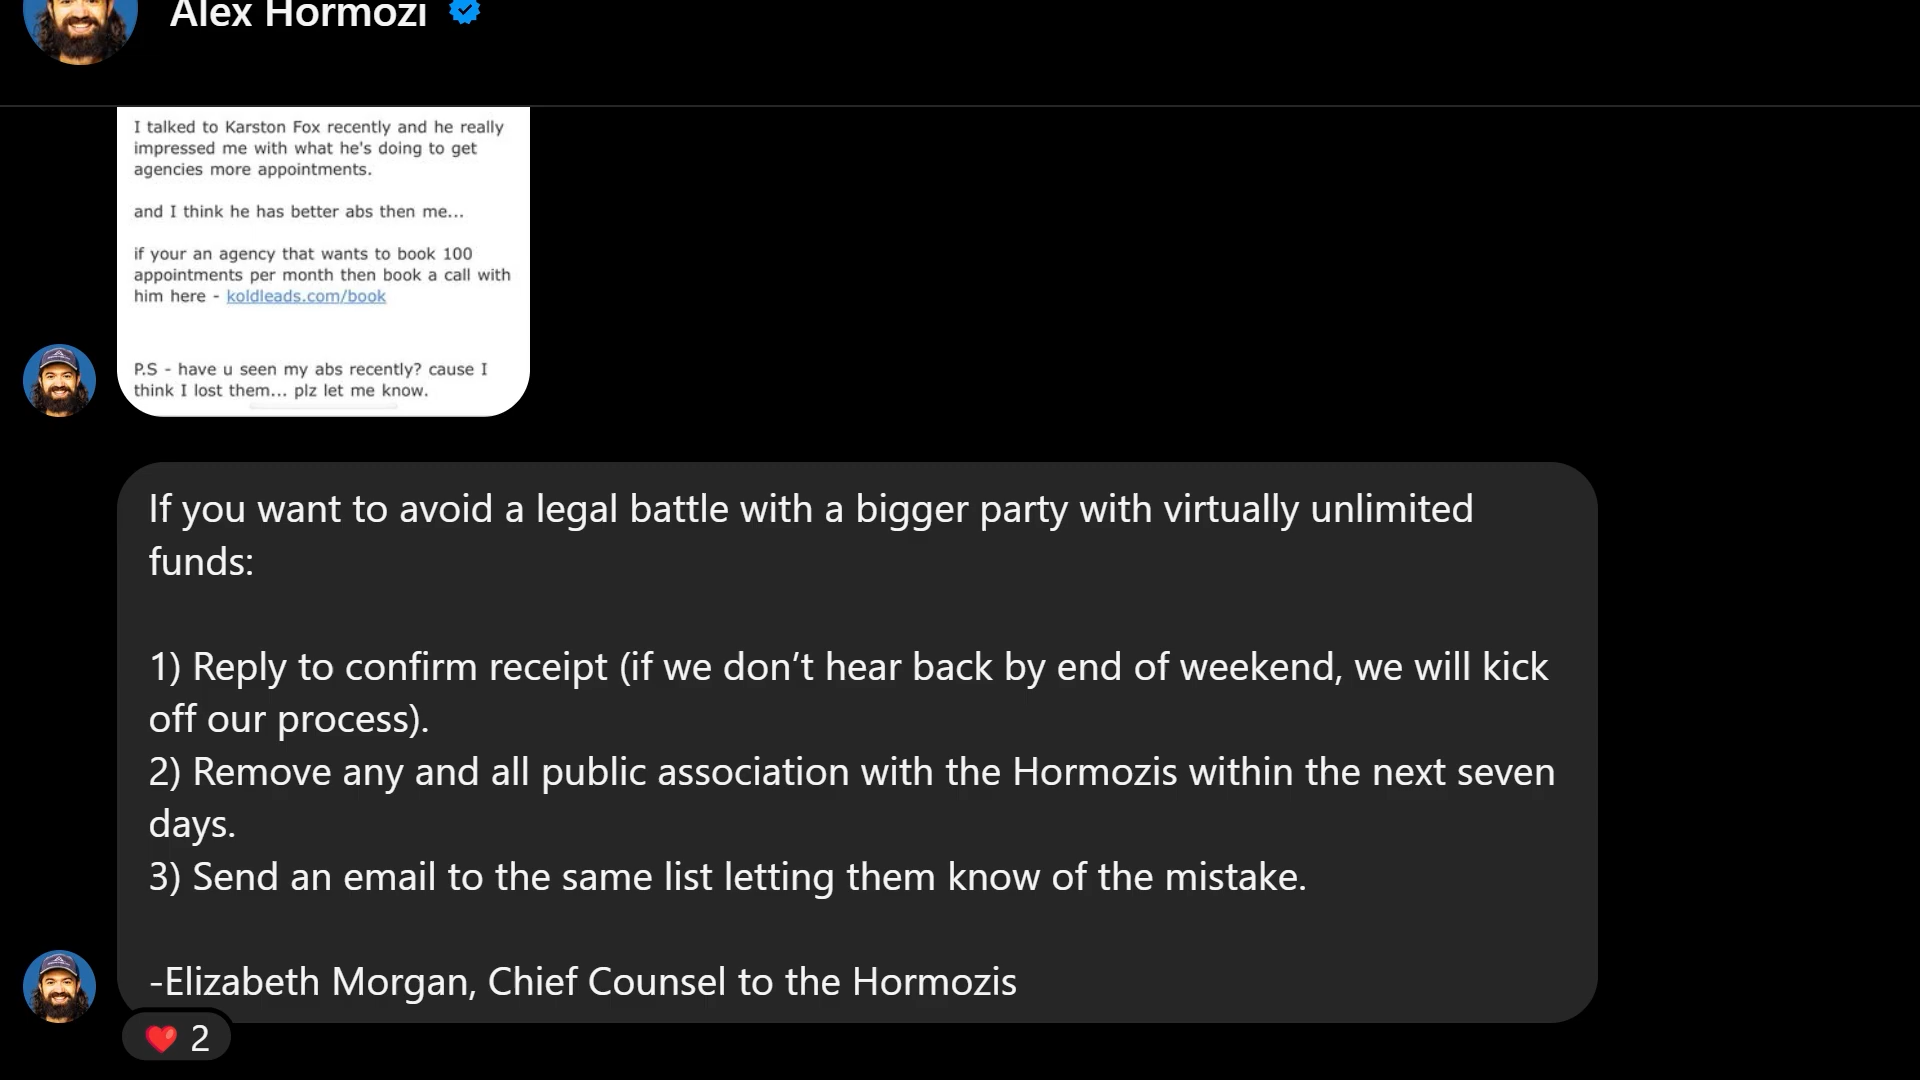 Alex Hormozi
I talked to Karston Fox recently and he really
impressed me with what he's doing to get
agencies more appointments.
and I think he has better abs then me...
if your an agency that wants to book 100
appointments per month then book a call with
him here - koldleads.com/book
P.S - have u seen my abs recently? cause I
think I lost them... plz let me know.
If you want to avoid a legal battle with a bigger party with virtually unlimited
funds:
1) Reply to confirm receipt (if we don’t hear back by end of weekend, we will kick
off our process).
2) Remove any and all public association with the Hormozis within the next seven
days.
3) Send an email to the same list letting them know of the mistake.
-Elizabeth Morgan, Chief Counsel to the Hormozis
2